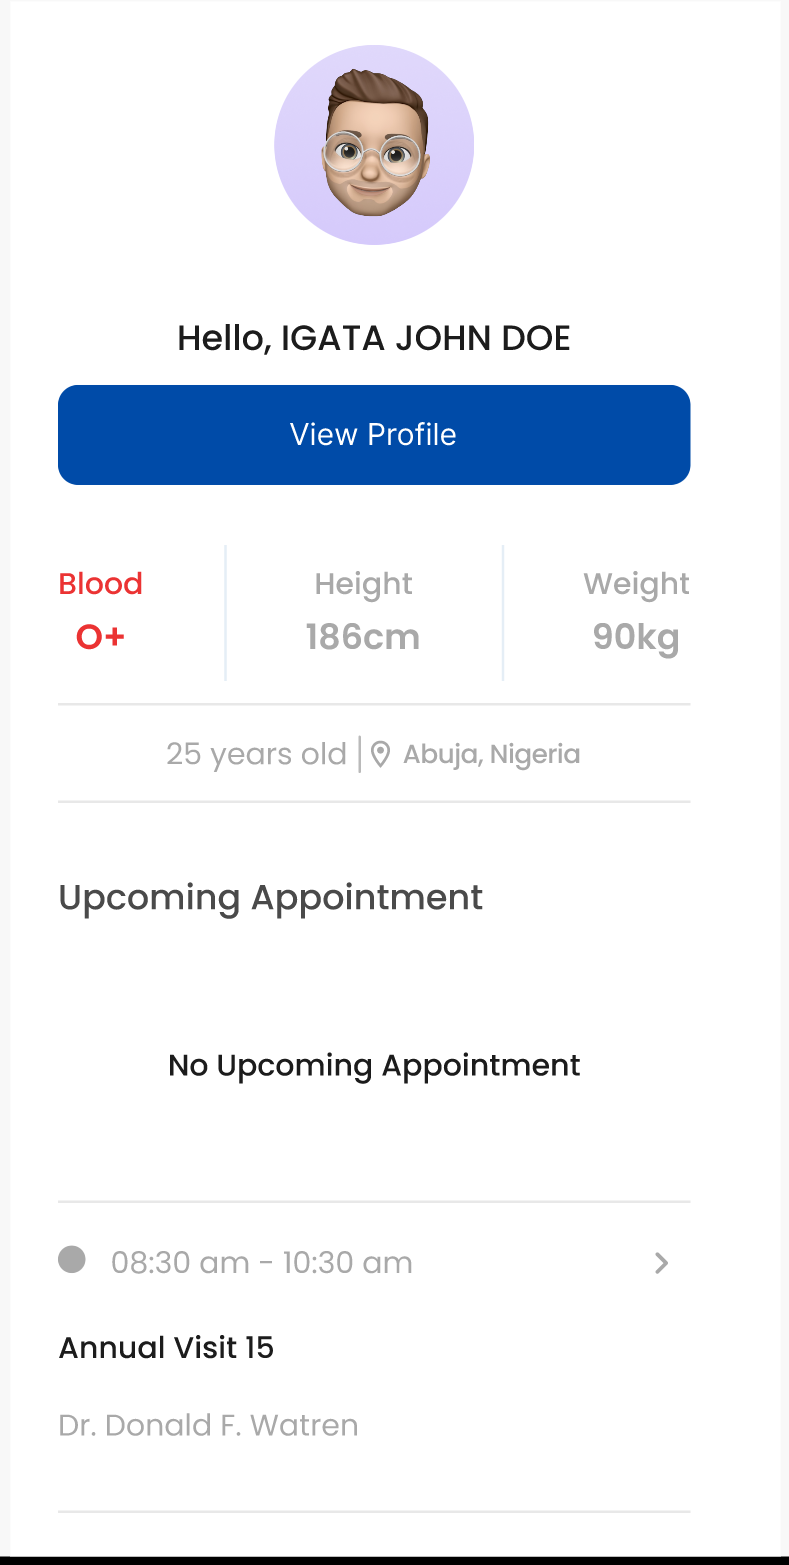 Hello, IGATA JOHN DOE
View Profile
Blood Height Weight
O+ 186cm 90kg
25 years old | Abuja, Nigeria
Upcoming Appointment
No Upcoming Appointment
08:30 am - 10:30 am
Annual Visit 15
Dr. Donald F. Watren